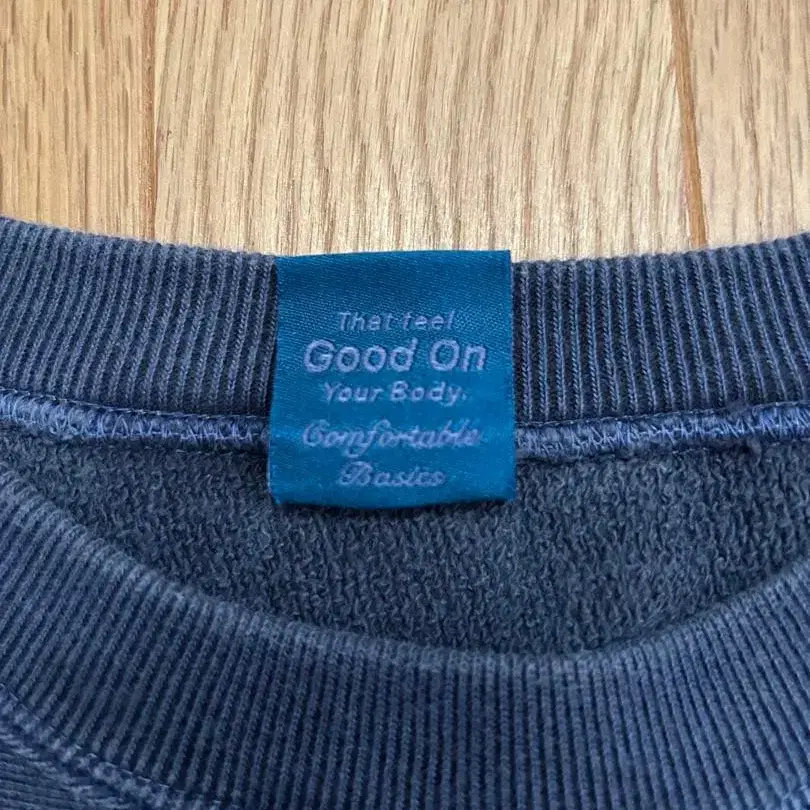 That feel
Good On
Your Body.
Comfortable
Basics